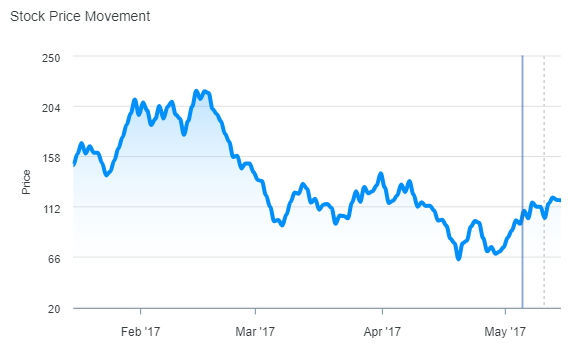 Stock Price Movement
250
204
158
112
66
20
Price
Feb '17
Mar '17
Apr '17
May '17